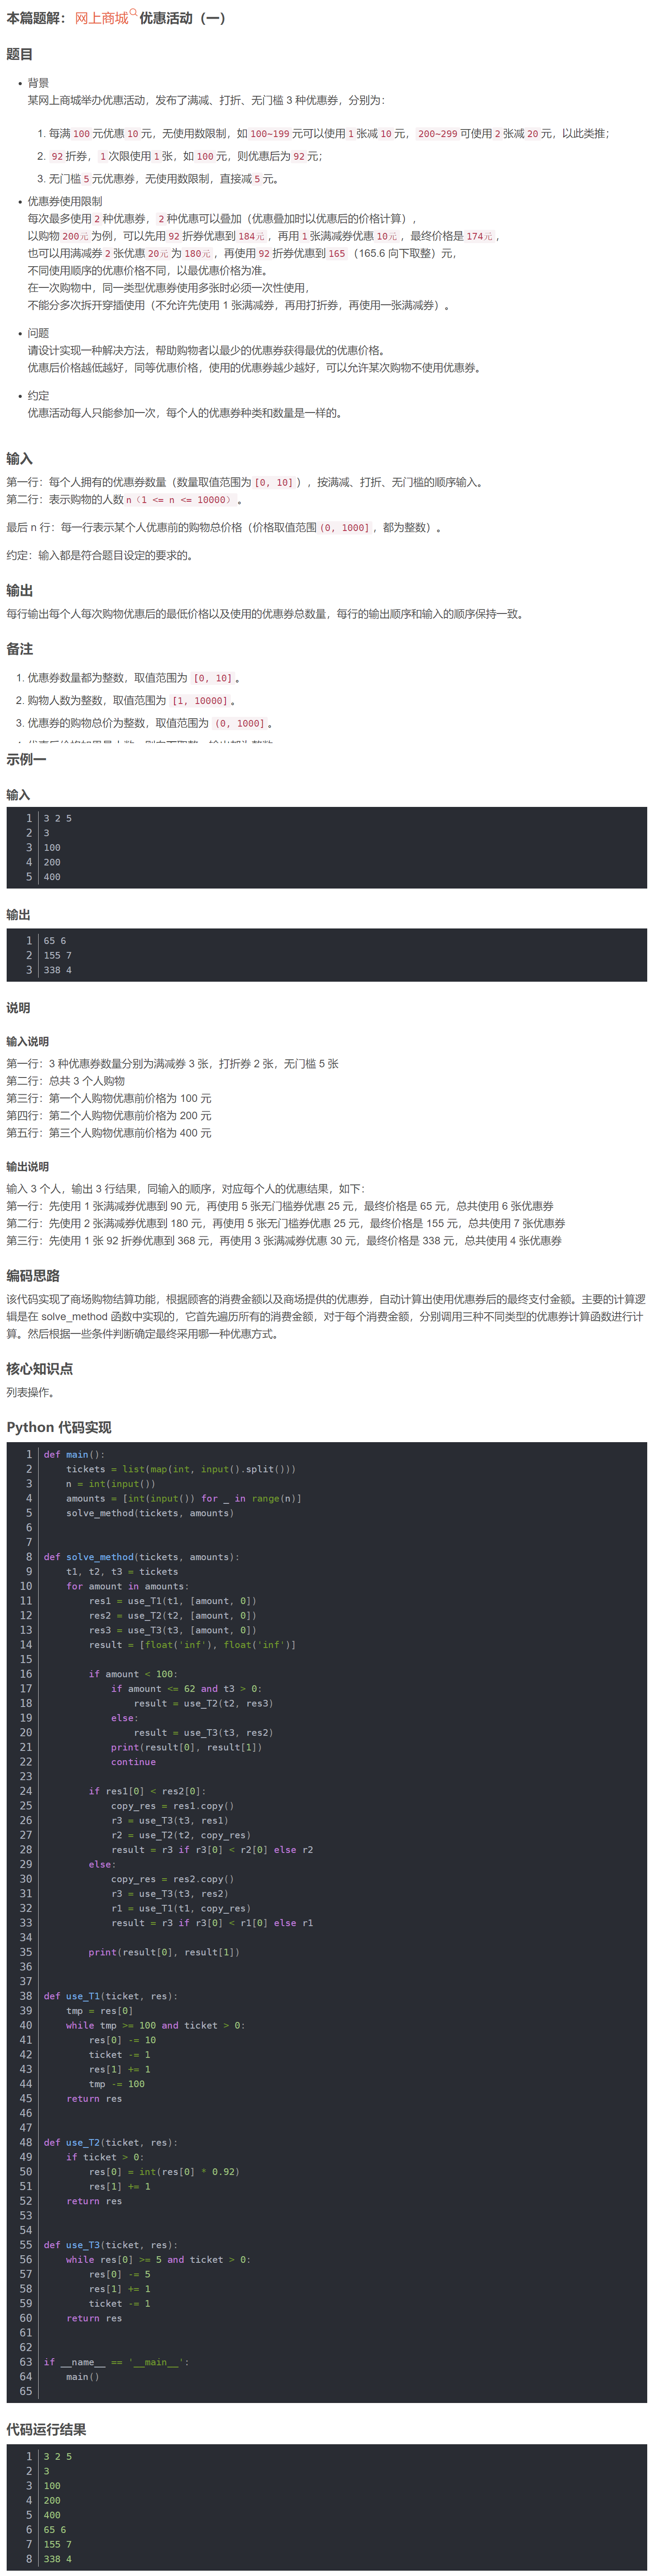 本篇题解：网上商城优惠活动（一）
题目
• 背景
某网上商城举办优惠活动，发布了满减、打折、无门槛 3 种优惠券，分别为：
1. 每满 100 元优惠 10 元，无使用数限制，如 100~199 元可以使用 1 张减 10 元， 200~299 可使用 2 张减 20 元，以此类推；
2. 92 折券， 1 次限使用 1 张，如 100 元，则优惠后为 92 元；
3. 无门槛 5 元优惠券，无使用数限制，直接减 5 元。
• 优惠券使用限制
每次最多使用 2 种优惠券， 2 种优惠可以叠加（优惠叠加时以优惠后的价格计算），
以购物 200元 为例，可以先用 92 折券优惠到 184元 ，再用 1 张满减券优惠 10元 ，最终价格是 174元 ，
也可以用满减券 2 张优惠 20元 为 180元 ，再使用 92 折券优惠到 165 （165.6 向下取整）元，
不同使用顺序的优惠价格不同，以最优惠价格为准。
在一次购物中，同一类型优惠券使用多张时必须一次性使用，
不能分多次拆开穿插使用（不允许先使用 1 张满减券，再用打折券，再使用一张满减券）。
• 问题
请设计实现一种解决方法，帮助购物者以最少的优惠券获得最优的优惠价格。
优惠后价格越低越好，同等优惠价格，使用的优惠券越少越好，可以允许某次购物不使用优惠券。
• 约定
优惠活动每人只能参加一次，每个人的优惠券种类和数量是一样的。
输入
第一行：每个人拥有的优惠券数量（数量取值范围为 [0, 10] ），按满减、打折、无门槛的顺序输入。
第二行：表示购物的人数 n（1 <= n <= 10000） 。
最后 n 行：每一行表示某个人优惠前的购物总价格（价格取值范围 (0, 1000] ，都为整数）。
约定：输入都是符合题目设定的要求的。
输出
每行输出每个人每次购物优惠后的最低价格以及使用的优惠券总数量，每行的输出顺序和输入的顺序保持一致。
备注
1. 优惠券数量都为整数，取值范围为 [0, 10] 。
2. 购物人数为整数，取值范围为 [1, 10000] 。
3. 优惠券的购物总价为整数，取值范围为 (0, 1000] 。
示例一
输入
1 3 2 5
2 3
3 100
4 200
5 400
输出
1 65 6
2 155 7
3 338 4
说明
输入说明
第一行：3 种优惠券数量分别为满减券 3 张，打折券 2 张，无门槛 5 张
第二行：总共 3 个人购物
第三行：第一个人购物优惠前价格为 100 元
第四行：第二个人购物优惠前价格为 200 元
第五行：第三个人购物优惠前价格为 400 元
输出说明
输入 3 个人，输出 3 行结果，同输入的顺序，对应每个人的优惠结果，如下：
第一行：先使用 1 张满减券优惠到 90 元，再使用 5 张无门槛券优惠 25 元，最终价格是 65 元，总共使用 6 张优惠券
第二行：先使用 2 张满减券优惠到 180 元，再使用 5 张无门槛券优惠 25 元，最终价格是 155 元，总共使用 7 张优惠券
第三行：先使用 1 张 92 折券优惠到 368 元，再使用 3 张满减券优惠 30 元，最终价格是 338 元，总共使用 4 张优惠券
编码思路
该代码实现了商场购物结算功能，根据顾客的消费金额以及商场提供的优惠券，自动计算出使用优惠券后的最终支付金额。主要的计算逻
辑是在 solve_method 函数中实现的，它首先遍历所有的消费金额，对于每个消费金额，分别调用三种不同类型的优惠券计算函数进行计
算。然后根据一些条件判断确定最终采用哪一种优惠方式。
核心知识点
列表操作。
Python 代码实现
1 def main():
2     tickets = list(map(int, input().split()))
3     n = int(input())
4     amounts = [int(input()) for _ in range(n)]
5     solve_method(tickets, amounts)
6
7
8 def solve_method(tickets, amounts):
9     t1, t2, t3 = tickets
10     for amount in amounts:
11         res1 = use_T1(t1, [amount, 0])
12         res2 = use_T2(t2, [amount, 0])
13         res3 = use_T3(t3, [amount, 0])
14         result = [float('inf'), float('inf')]
15
16         if amount < 100:
17             if amount <= 62 and t3 > 0:
18                 result = use_T2(t2, res3)
19             else:
20                 result = use_T3(t3, res2)
21             print(result[0], result[1])
22             continue
23
24         if res1[0] < res2[0]:
25             copy_res = res1.copy()
26             r3 = use_T3(t3, res1)
27             r2 = use_T2(t2, copy_res)
28             result = r3 if r3[0] < r2[0] else r2
29         else:
30             copy_res = res2.copy()
31             r3 = use_T3(t3, res2)
32             r1 = use_T1(t1, copy_res)
33             result = r3 if r3[0] < r1[0] else r1
34
35         print(result[0], result[1])
36
37
38 def use_T1(ticket, res):
39     tmp = res[0]
40     while tmp >= 100 and ticket > 0:
41         res[0] -= 10
42         ticket -= 1
43         res[1] += 1
44         tmp -= 100
45     return res
46
47
48 def use_T2(ticket, res):
49     if ticket > 0:
50         res[0] = int(res[0] * 0.92)
51         res[1] += 1
52     return res
53
54
55 def use_T3(ticket, res):
56     while res[0] >= 5 and ticket > 0:
57         res[0] -= 5
58         res[1] += 1
59         ticket -= 1
60     return res
61
62
63 if __name__ == '__main__':
64     main()
65
代码运行结果
1 3 2 5
2 3
3 100
4 200
5 400
6 65 6
7 155 7
8 338 4